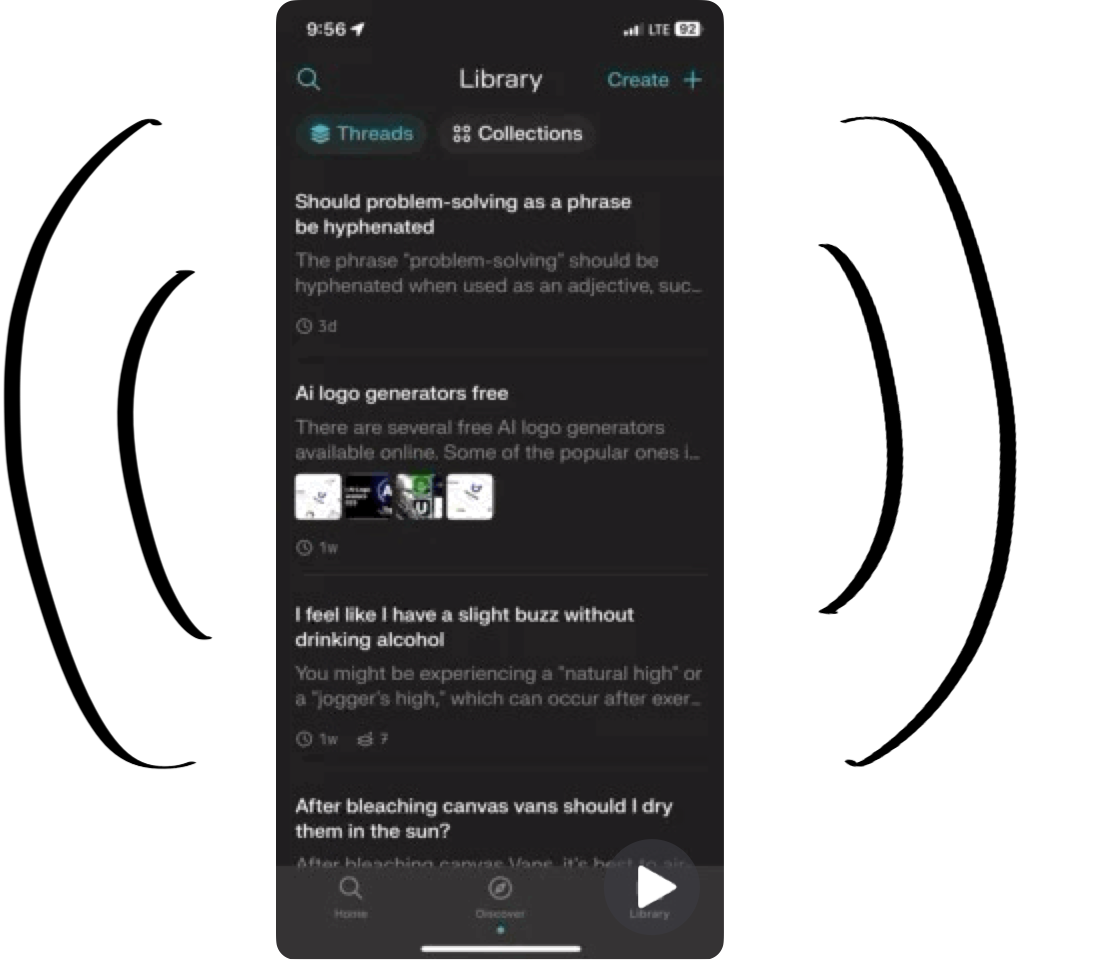 9:56 LTE 92
Library Create +
Threads Collections
Should problem-solving as a phrase
be hyphenated
The phrase "problem-solving" should be
hyphenated when used as an adjective, suc...
3d
Ai logo generators free
There are several free AI logo generators
available online. Some of the popular ones i...
1w
I feel like I have a slight buzz without
drinking alcohol
You might be experiencing a "natural high" or
a "jogger's high," which can occur after exer...
1w 7
After bleaching canvas vans should I dry
them in the sun?
After bleaching canvas Vans, it's best to air-
Home Discover Library